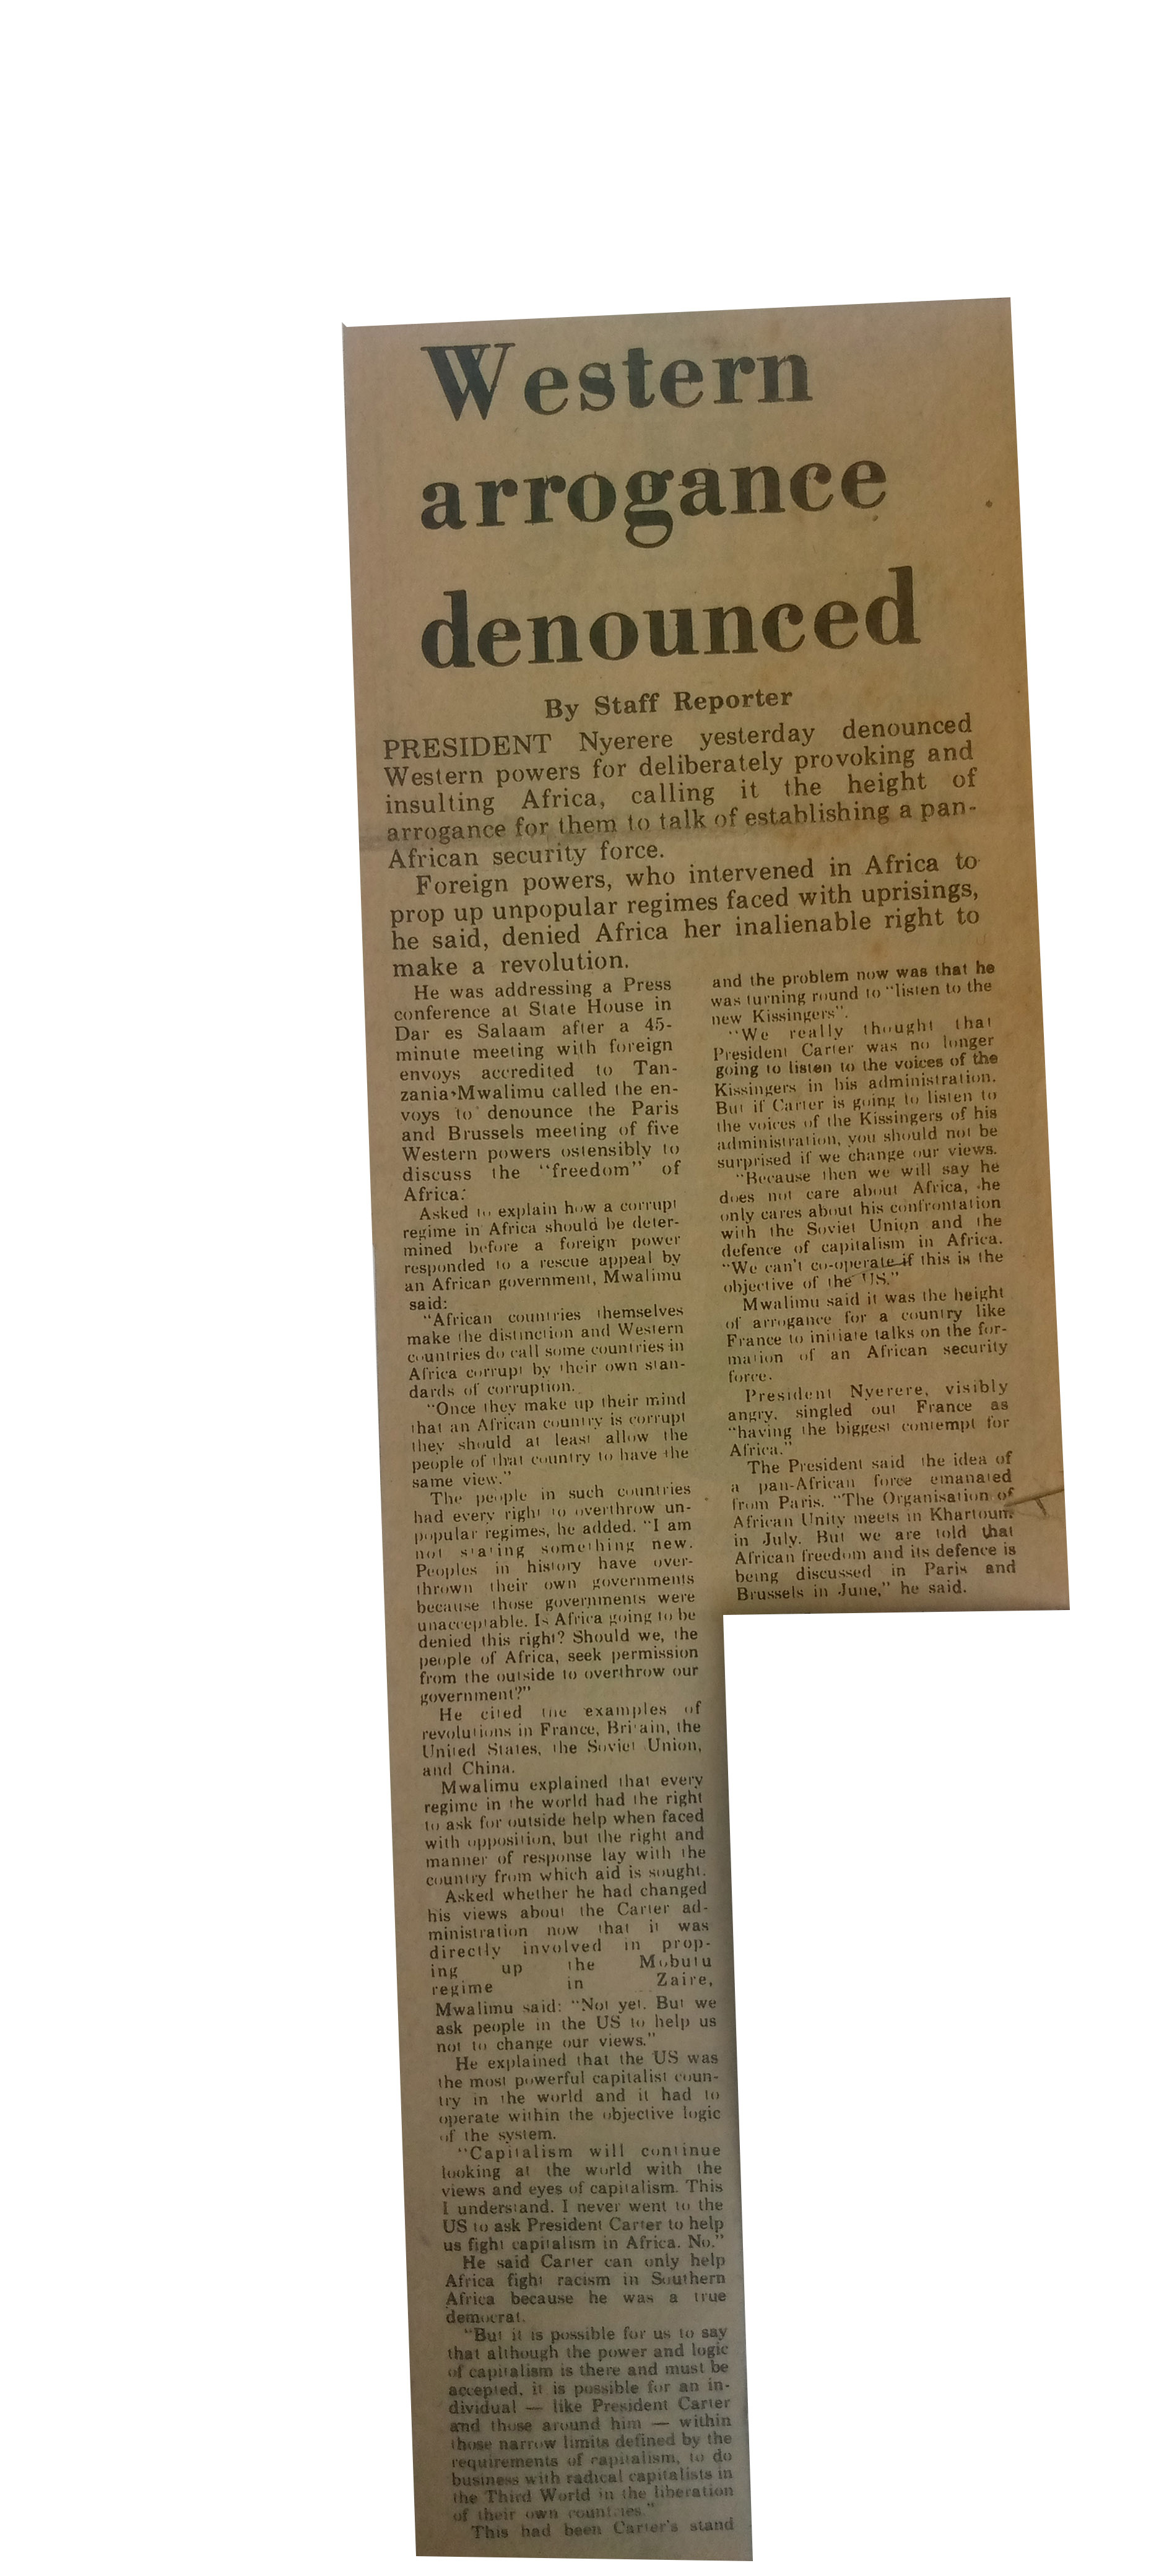 Western
arrogance
denounced
By Staff Reporter
PRESIDENT Nyerere yesterday denounced
Western powers for deliberately provoking and
insulting Africa, calling it the height of
arrogance for them to talk of establishing a pan-
African security force.
Foreign powers, who intervened in Africa to
prop up unpopular regimes faced with uprisings,
he said, denied Africa her inalienable right to
make a revolution.
He was addressing a Press
conference at State House in
Dar es Salaam after a 45-
minute meeting with foreign
envoys accredited to Tan-
zania.Mwalimu called the en-
voys to denounce the Paris
and Brussels meeting of five
Western powers ostensibly to
discuss the "freedom" of
Africa.
Asked to explain how a corrupt
regime in Africa should be deter-
mined before a foreign power
responded to a rescue appeal by
an African government, Mwalimu
said:
"African countries themselves
make the distinction and Western
countries do call some countries in
Africa corrupt by their own stan-
dards of corruption.
"Once they make up their mind
that an African country is corrupt
they should at least allow the
people of that country to have the
same view."
The people in such countries
had every right to overthrow un-
popular regimes, he added. "I am
not stating something new.
Peoples in history have over-
thrown their own governments
because those governments were
unacceptable. Is Africa going to be
denied this right? Should we, the
people of Africa, seek permission
from the outside to overthrow our
government?"
He cited the examples of
revolutions in France, Britain, the
United States, the Soviet Union,
and China.
Mwalimu explained that every
regime in the world had the right
to ask for outside help when faced
with opposition, but the right and
manner of response lay with the
country from which aid is sought.
Asked whether he had changed
his views about the Carter ad-
ministration now that it was
directly involved in prop-
ing up the Mobutu
regime in Zaire,
Mwalimu said: "Not yet. But we
ask people in the US to help us
not to change our views."
He explained that the US was
the most powerful capitalist coun-
try in the world and it had to
operate within the objective logic
of the system.
"Capitalism will continue
looking at the world with the
views and eyes of capitalism. This
I understand. I never went to the
US to ask President Carter to help
us fight capitalism in Africa. No."
He said Carter can only help
Africa fight racism in Southern
Africa because he was a true
democrat.
"But it is possible for us to say
that although the power and logic
of capitalism is there and must be
accepted, it is possible for an in-
dividual — like President Carter
and those around him — within
those narrow limits defined by the
requirements of capitalism, to do
business with radical capitalists in
the Third World in the liberation
of their own countries."
This had been Carter's stand
and the problem now was that he
was turning round to "listen to the
new Kissingers".
"We really thought that
President Carter was no longer
going to listen to the voices of the
Kissingers in his administration.
But if Carter is going to listen to
the voices of the Kissingers of his
administration, you should not be
surprised if we change our views.
"Because then we will say he
does not care about Africa, he
only cares about his confrontation
with the Soviet Union and the
defence of capitalism in Africa.
"We can't co-operate if this is the
objective of the US."
Mwalimu said it was the height
of arrogance for a country like
France to initiate talks on the for-
mation of an African security
force.
President Nyerere, visibly
angry, singled out France as
"having the biggest contempt for
Africa."
The President said the idea of
a pan-African force emanated
from Paris. "The Organisation of
African Unity meets in Khartoum
in July. But we are told that
African freedom and its defence is
being discussed in Paris and
Brussels in June," he said.